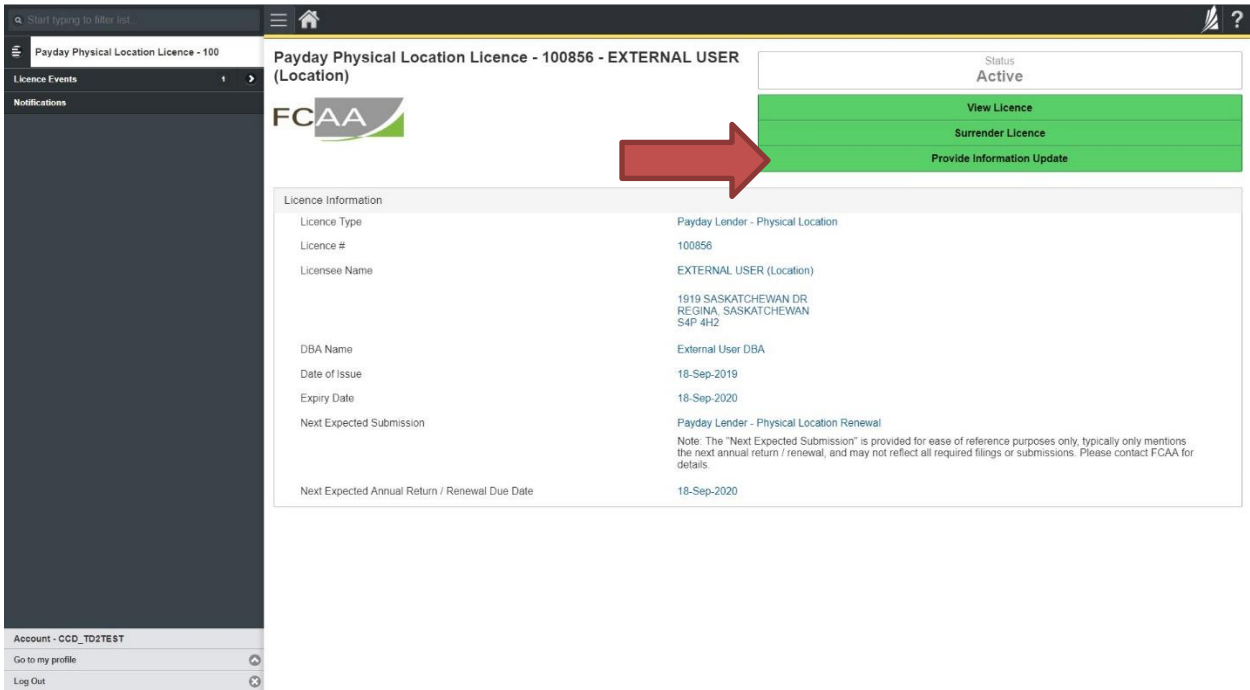 Start typing to filter list...
?
Payday Physical Location Licence - 100
Licence Events 1
Notifications
Payday Physical Location Licence - 100856 - EXTERNAL USER
(Location)
FCAA
Status
Active
View Licence
Surrender Licence
Provide Information Update
Licence Information
Licence Type Payday Lender - Physical Location
Licence # 100856
Licensee Name EXTERNAL USER (Location)
1919 SASKATCHEWAN DR
REGINA, SASKATCHEWAN
S4P 4H2
DBA Name External User DBA
Date of Issue 18-Sep-2019
Expiry Date 18-Sep-2020
Next Expected Submission Payday Lender - Physical Location Renewal
Note: The "Next Expected Submission" is provided for ease of reference purposes only, typically only mentions
the next annual return / renewal, and may not reflect all required filings or submissions. Please contact FCAA for
details.
Next Expected Annual Return / Renewal Due Date 18-Sep-2020
Account - CCD_TD2TEST
Go to my profile
Log Out